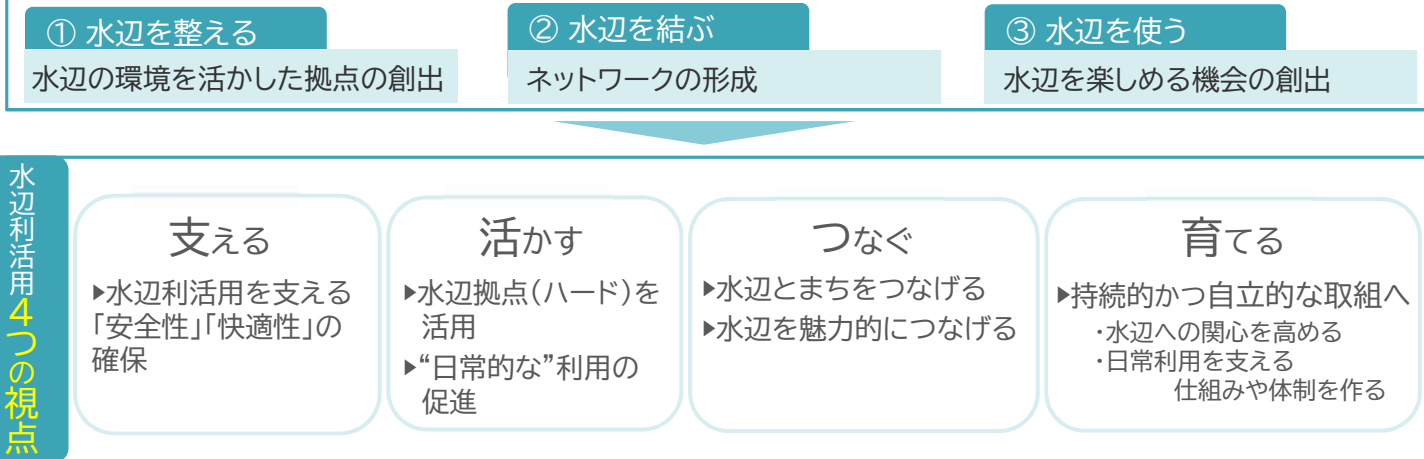 ① 水辺を整える
水辺の環境を活かした拠点の創出
② 水辺を結ぶ
ネットワークの形成
③ 水辺を使う
水辺を楽しめる機会の創出
水辺利活用4つの視点
支える
▶水辺利活用を支える
「安全性」「快適性」の
確保
活かす
▶水辺拠点(ハード)を
活用
▶“日常的な”利用の
促進
つなぐ
▶水辺とまちをつなげる
▶水辺を魅力的につなげる
育てる
▶持続的かつ自立的な取組へ
・水辺への関心を高める
・日常利用を支える
仕組みや体制を作る